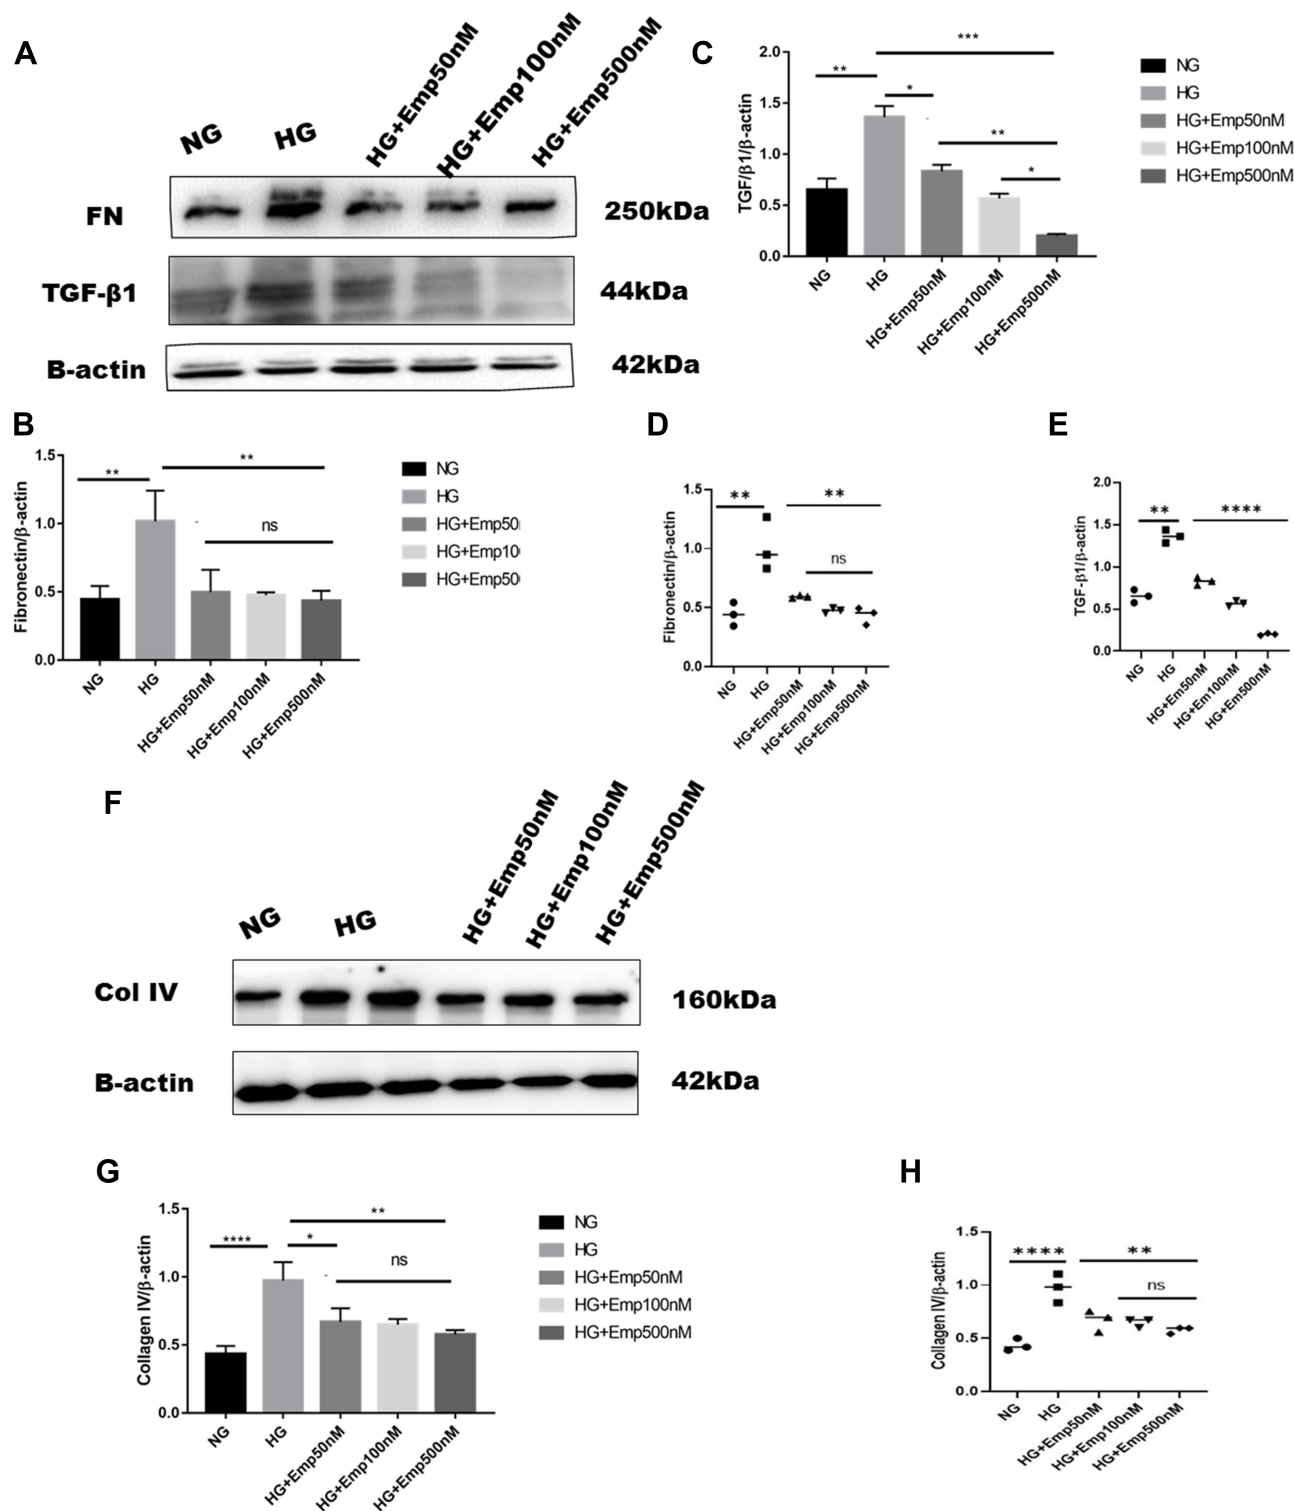 A
NG
HG
HG+Emp50nM
HG+Emp100nM
HG+Emp500nM
FN
250kDa
TGF-β1
44kDa
B-actin
42kDa
C
TGF/β1/β-actin
2.0
1.5
1.0
0.5
0.0
***
**
*
**
*
NG
HG
HG+Emp50nM
HG+Emp100nM
HG+Emp500nM
NG
HG
HG+Emp50nM
HG+Emp100nM
HG+Emp500nM
B
Fibronectin/β-actin
1.5
1.0
0.5
0.0
**
**
ns
NG
HG
HG+Emp50nM
HG+Emp100nM
HG+Emp500nM
NG
HG
HG+Emp50
HG+Emp10
HG+Emp50
D
Fibronectin/β-actin
1.5
1.0
0.5
0.0
**
**
ns
NG
HG
HG+Emp50nM
HG+Emp100nM
HG+Emp500nM
E
TGF-β1/β-actin
2.0
1.5
1.0
0.5
0.0
**
****
NG
HG
HG+Em50nM
HG+Em100nM
HG+Em500nM
F
NG
HG
HG+Emp50nM
HG+Emp100nM
HG+Emp500nM
Col IV
160kDa
B-actin
42kDa
G
Collagen IV/β-actin
1.5
1.0
0.5
0.0
****
*
**
ns
NG
HG
HG+Emp50nM
HG+Emp100nM
HG+Emp500nM
NG
HG
HG+Emp50nM
HG+Emp100nM
HG+Emp500nM
H
Collagen IV/β-actin
1.5
1.0
0.5
0.0
****
**
ns
NG
HG
HG+Emp50nM
HG+Emp100nM
HG+Emp500nM